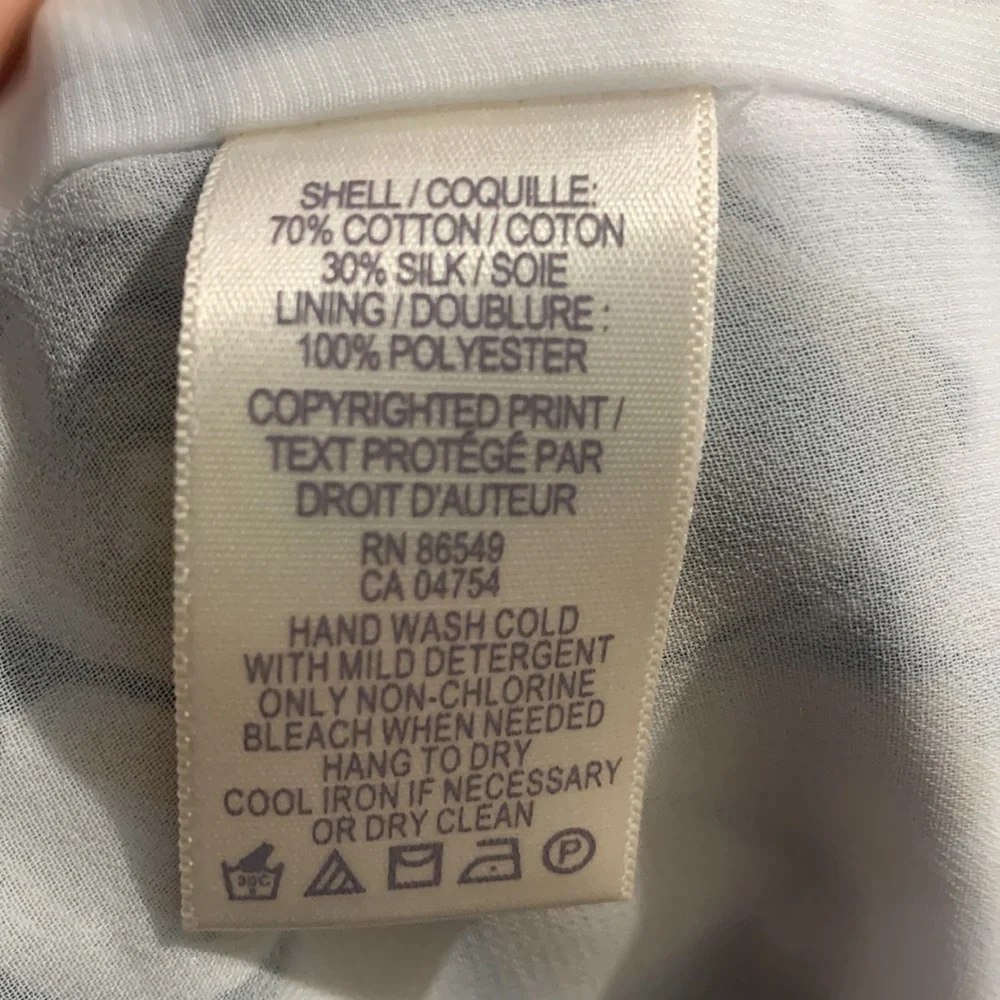 SHELL / COQUILLE:
70% COTTON / COTON
30% SILK / SOIE
LINING / DOUBLURE :
100% POLYESTER
COPYRIGHTED PRINT /
TEXT PROTÉGÉ PAR
DROIT D'AUTEUR
RN 86549
CA 04754
HAND WASH COLD
WITH MILD DETERGENT
ONLY NON-CHLORINE
BLEACH WHEN NEEDED
HANG TO DRY
COOL IRON IF NECESSARY
OR DRY CLEAN
30C P